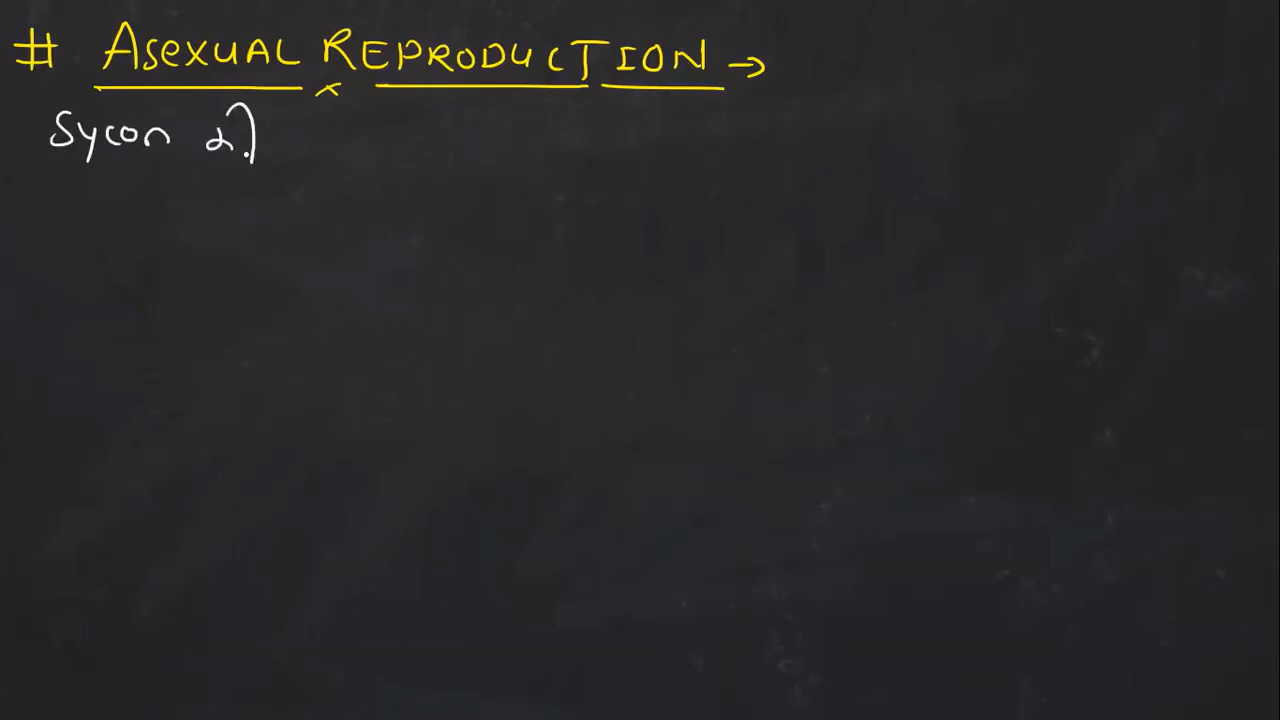 # ASEXUAL REPRODUCTION →
Sycon